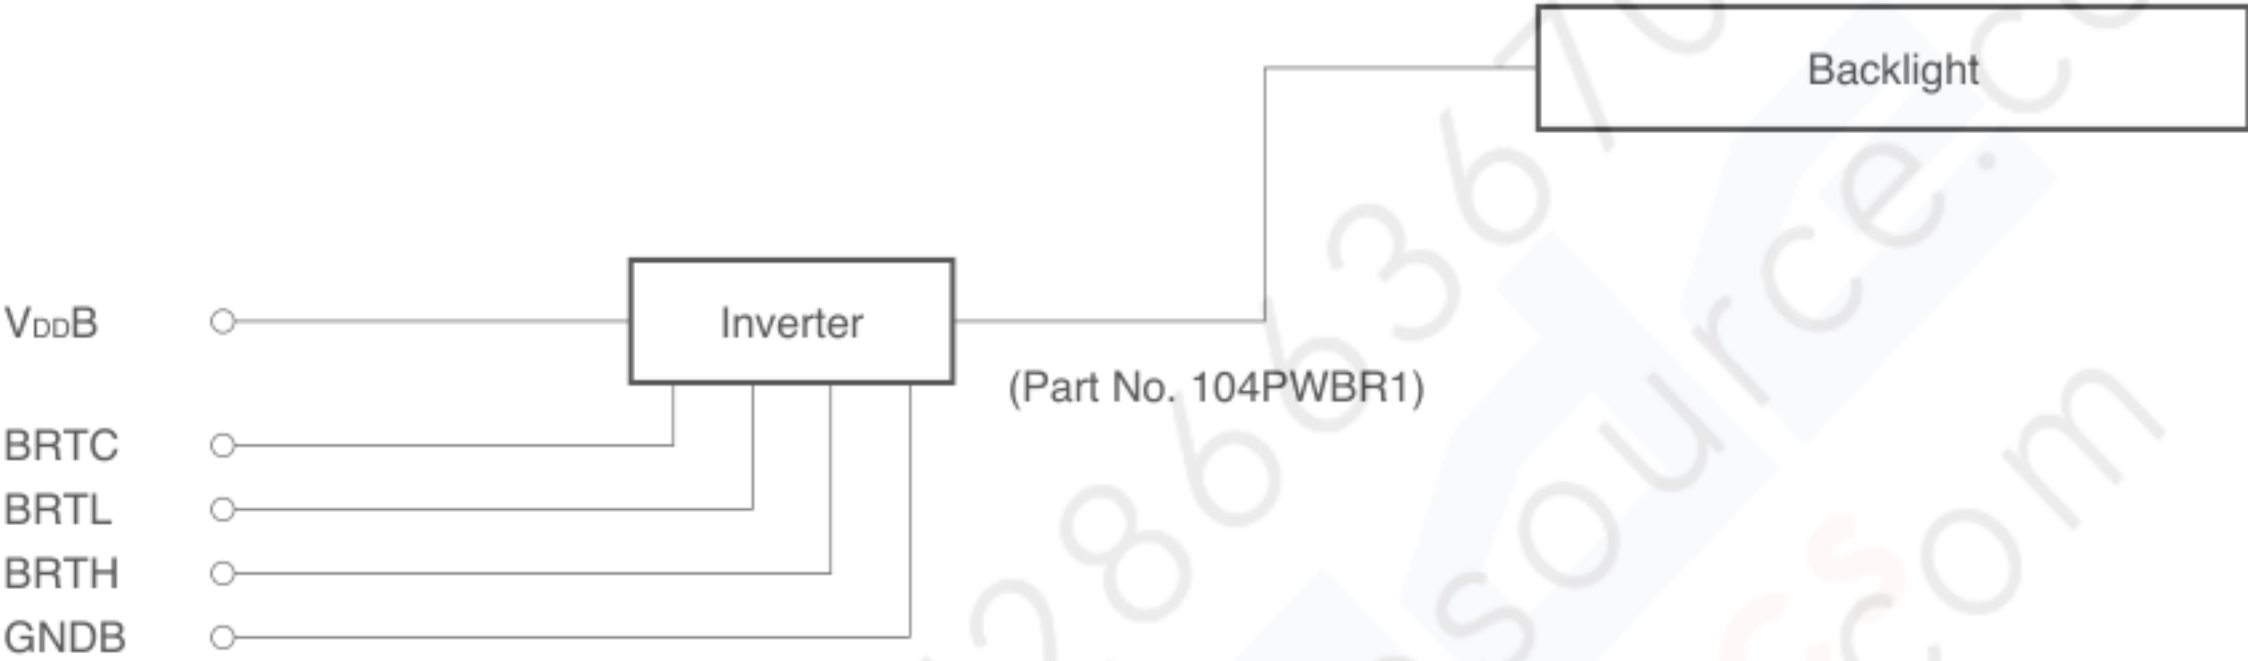 Backlight
VDDB
Inverter
(Part No. 104PWBR1)
BRTC
BRTL
BRTH
GNDB